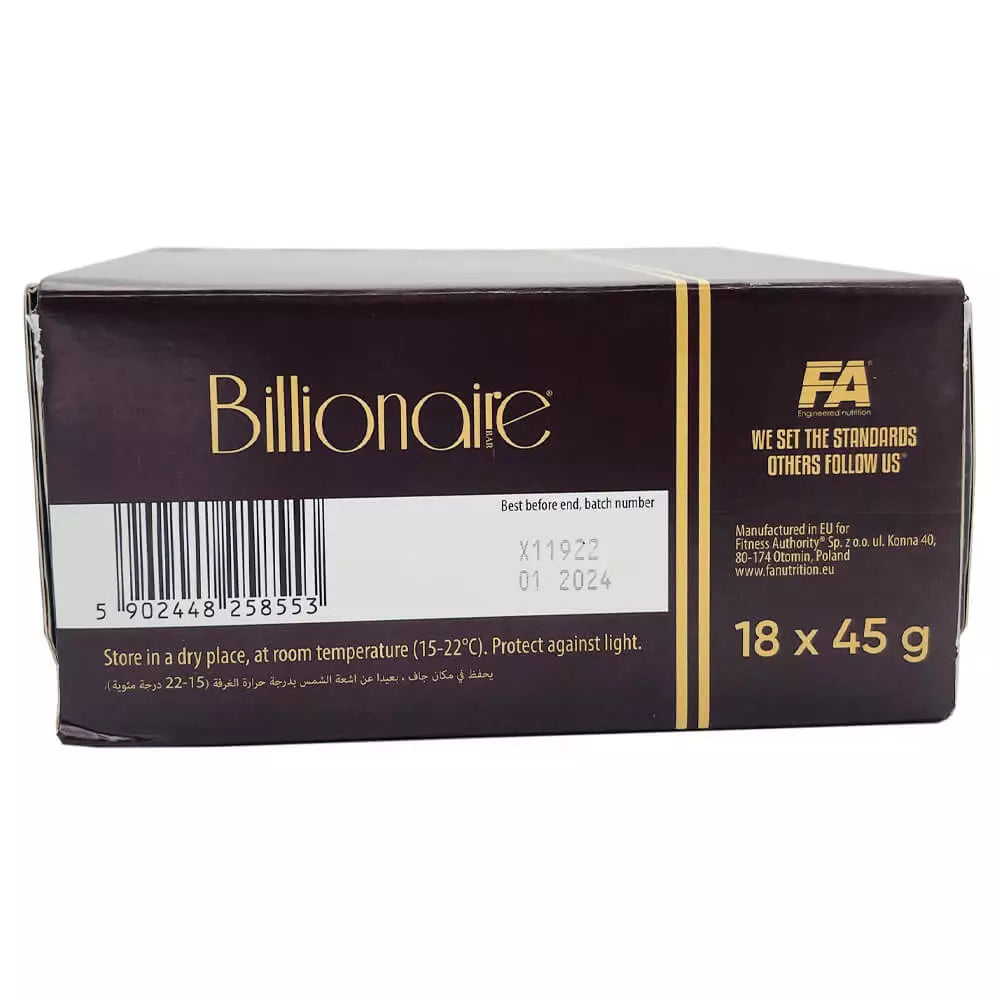 Billionaire®
BAR
FA®
Engineered nutrition
WE SET THE STANDARDS
OTHERS FOLLOW US®
Best before end, batch number
X11922
01 2024
5 902448 258553
Manufactured in EU for
Fitness Authority® Sp. z o.o. ul. Konna 40,
80-174 Otomin, Poland
www.fanutrition.eu
18 x 45 g
Store in a dry place, at room temperature (15-22°C). Protect against light.
يحفظ في مكان جاف ، بعيدا عن اشعة الشمس بدرجة حرارة الغرفة (15-22 درجة مئوية).